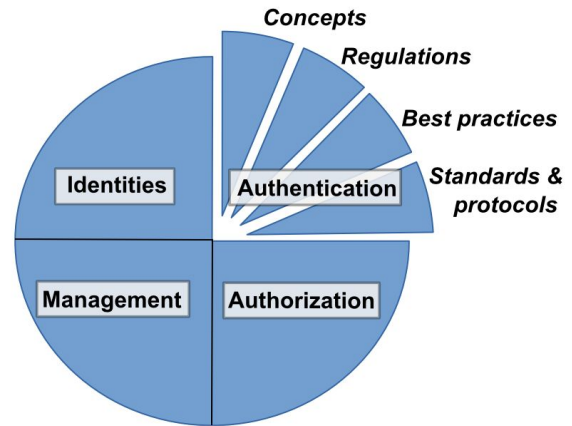 Concepts
Regulations
Best practices
Standards &
protocols
Identities
Authentication
Management
Authorization